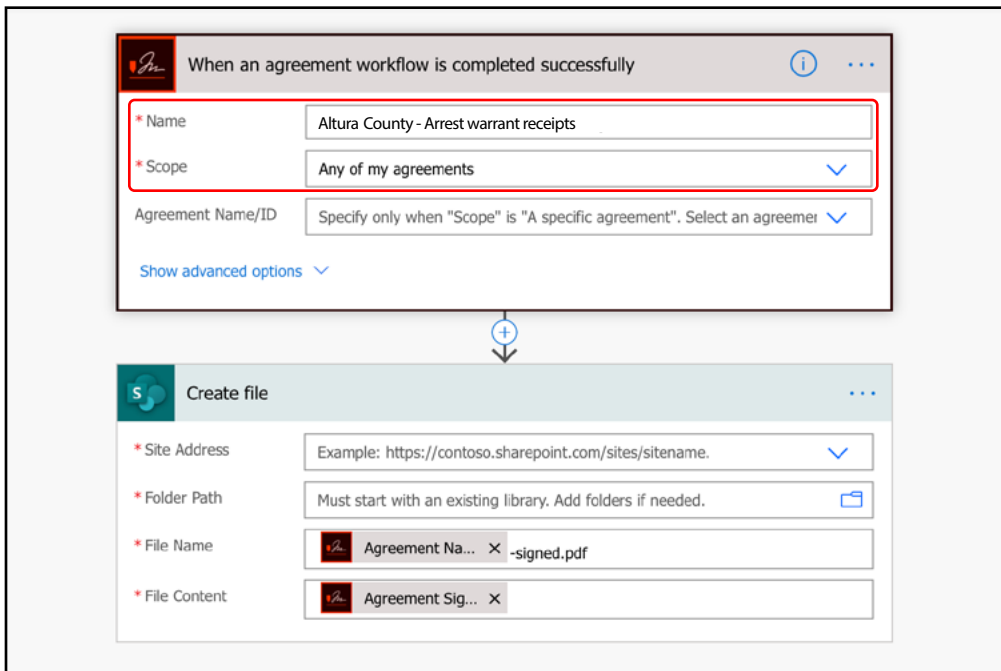 When an agreement workflow is completed successfully
* Name
Altura County - Arrest warrant receipts
* Scope
Any of my agreements
Agreement Name/ID
Specify only when "Scope" is "A specific agreement". Select an agreemer
Show advanced options
S
Create file
* Site Address
Example: https://contoso.sharepoint.com/sites/sitename.
* Folder Path
Must start with an existing library. Add folders if needed.
* File Name
Agreement Na... × -signed.pdf
* File Content
Agreement Sig... ×